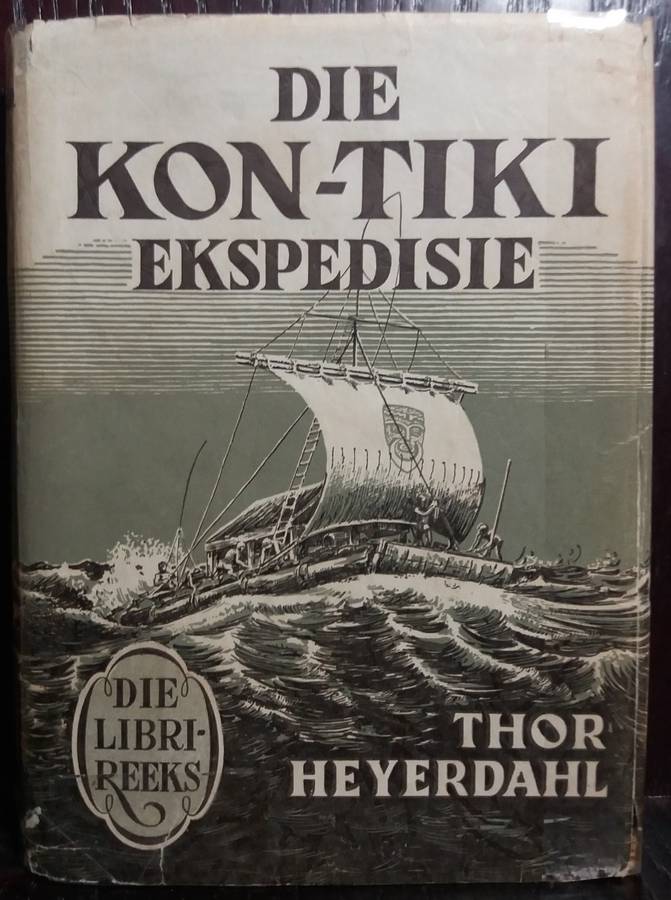 DIE
KON-TIKI
EKSPEDISIE
DIE
LIBRI-
REEKS
THOR
HEYERDAHL